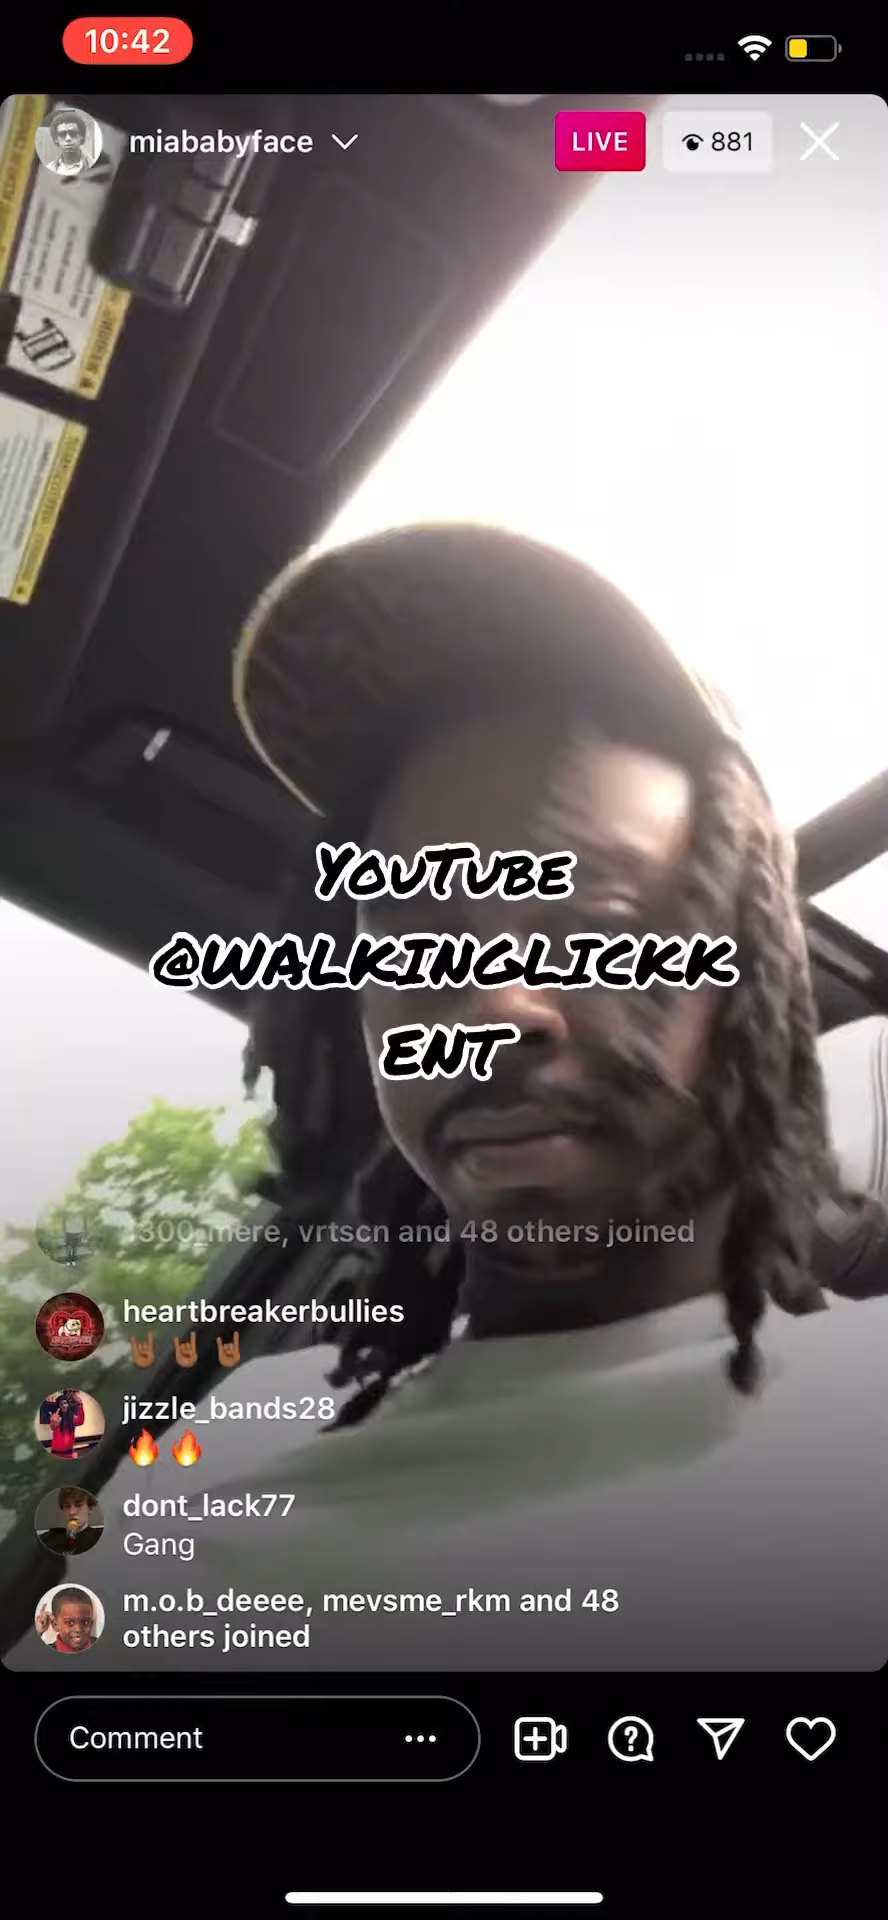 10:42
miababyface
LIVE
881
YouTube
@WALKINGLICKK
ENT
300_mere, vrtscn and 48 others joined
heartbreakerbullies
jizzle_bands28
dont_lack77
Gang
m.o.b_deeee, mevsme_rkm and 48
others joined
Comment